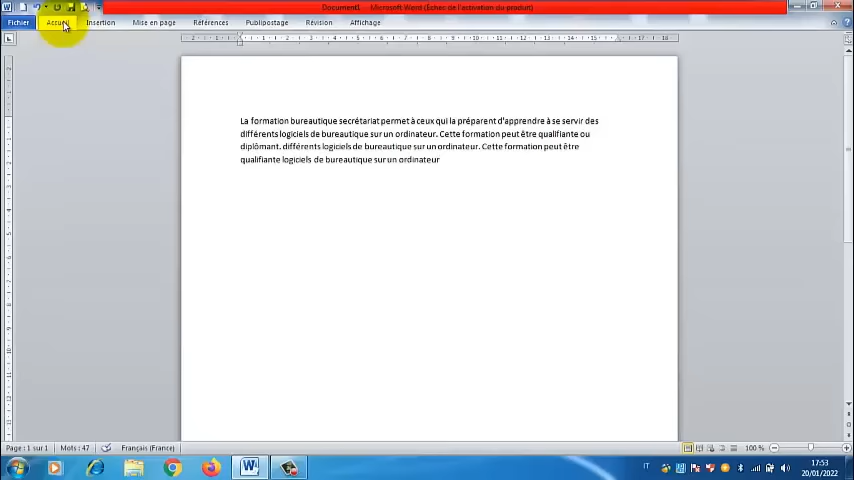 Document1 - Microsoft Word (Échec de l'activation du produit)
Fichier Accueil Insertion Mise en page Références Publipostage Révision Affichage
La formation bureautique secrétariat permet à ceux qui la préparent d'apprendre à se servir des
différents logiciels de bureautique sur un ordinateur. Cette formation peut être qualifiante ou
diplômant. différents logiciels de bureautique sur un ordinateur. Cette formation peut être
qualifiante logiciels de bureautique sur un ordinateur
Page : 1 sur 1 Mots : 47 Français (France) 100 %
IT 17:53
20/01/2022